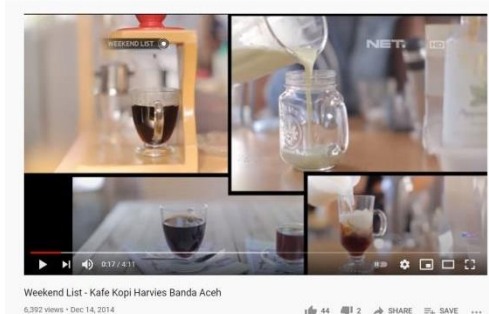 WEEKEND LIST
NET. HD
0:17 / 4:11
Weekend List - Kafe Kopi Harvies Banda Aceh
6,392 views • Dec 14, 2014
44 2 SHARE SAVE